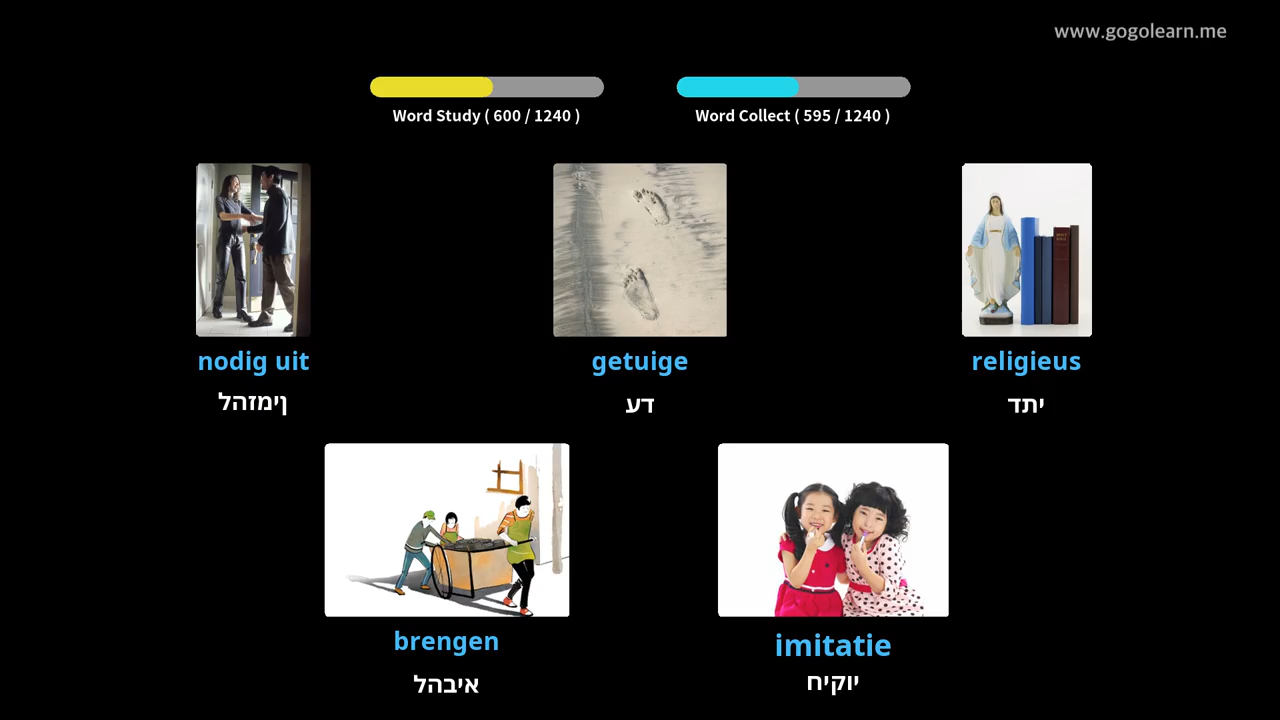 www.gogolearn.me
Word Study ( 600 / 1240 )
Word Collect ( 595 / 1240 )
nodig uit
getuige
religieus
להזמין
עד
דתי
brengen
imitatie
להביא
חיקוי